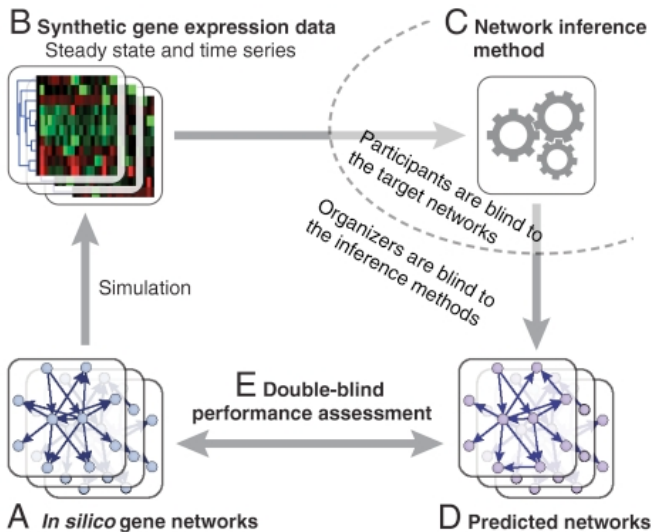 B Synthetic gene expression data
Steady state and time series
C Network inference
method
Participants are blind to
the target networks
Organizers are blind to
the inference methods
Simulation
E Double-blind
performance assessment
A In silico gene networks
D Predicted networks